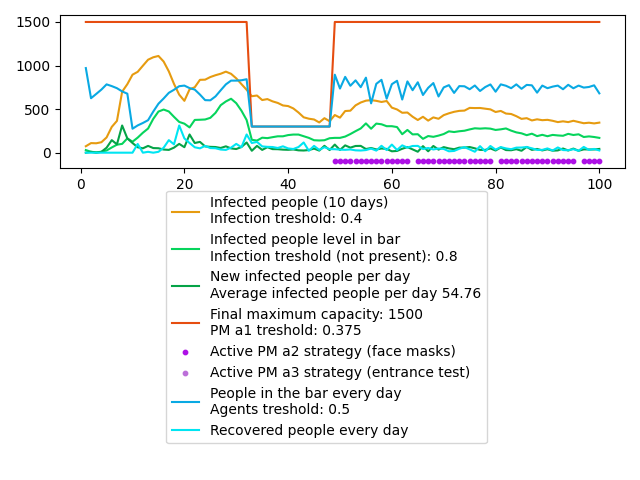 1500
1000
500
0
0 20 40 60 80 100
Infected people (10 days)
Infection treshold: 0.4
Infected people level in bar
Infection treshold (not present): 0.8
New infected people per day
Average infected people per day 54.76
Final maximum capacity: 1500
PM a1 treshold: 0.375
Active PM a2 strategy (face masks)
Active PM a3 strategy (entrance test)
People in the bar every day
Agents treshold: 0.5
Recovered people every day